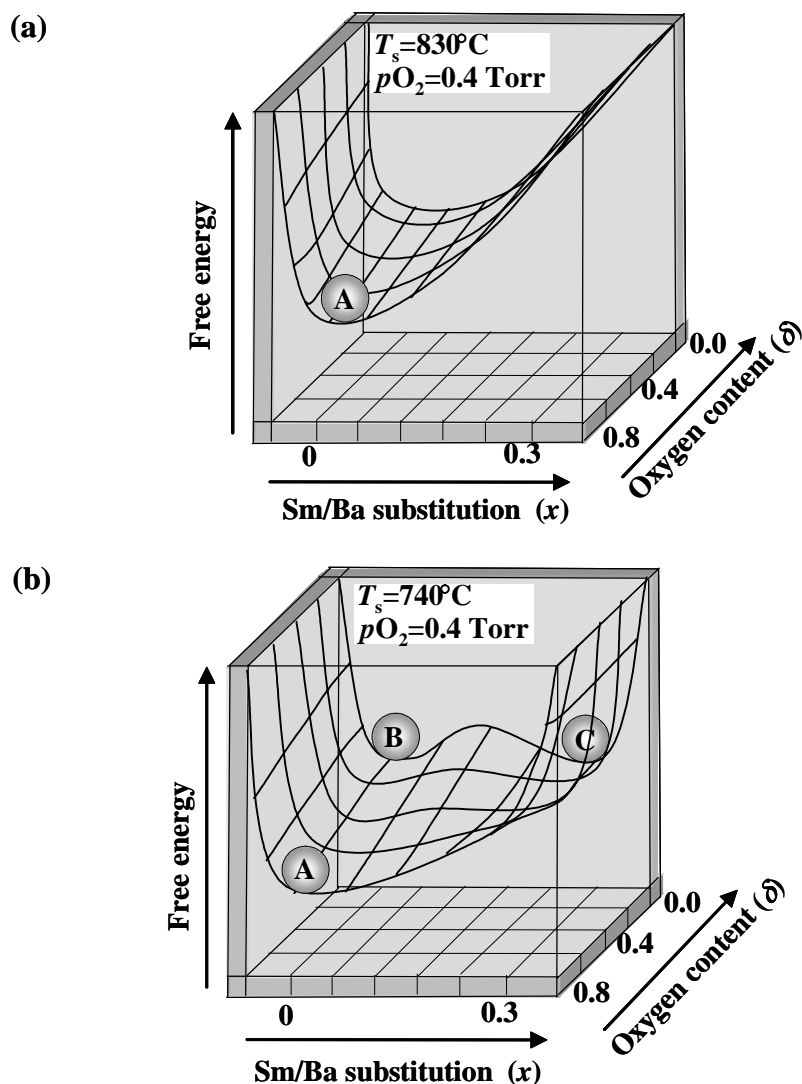 (a)
T_s=830°C
pO₂=0.4 Torr
Free energy
A
0
0.3
0.8
0.4
0.0
Sm/Ba substitution (x)
Oxygen content (δ)
(b)
T_s=740°C
pO₂=0.4 Torr
Free energy
B
C
A
0
0.3
0.8
0.4
0.0
Sm/Ba substitution (x)
Oxygen content (δ)